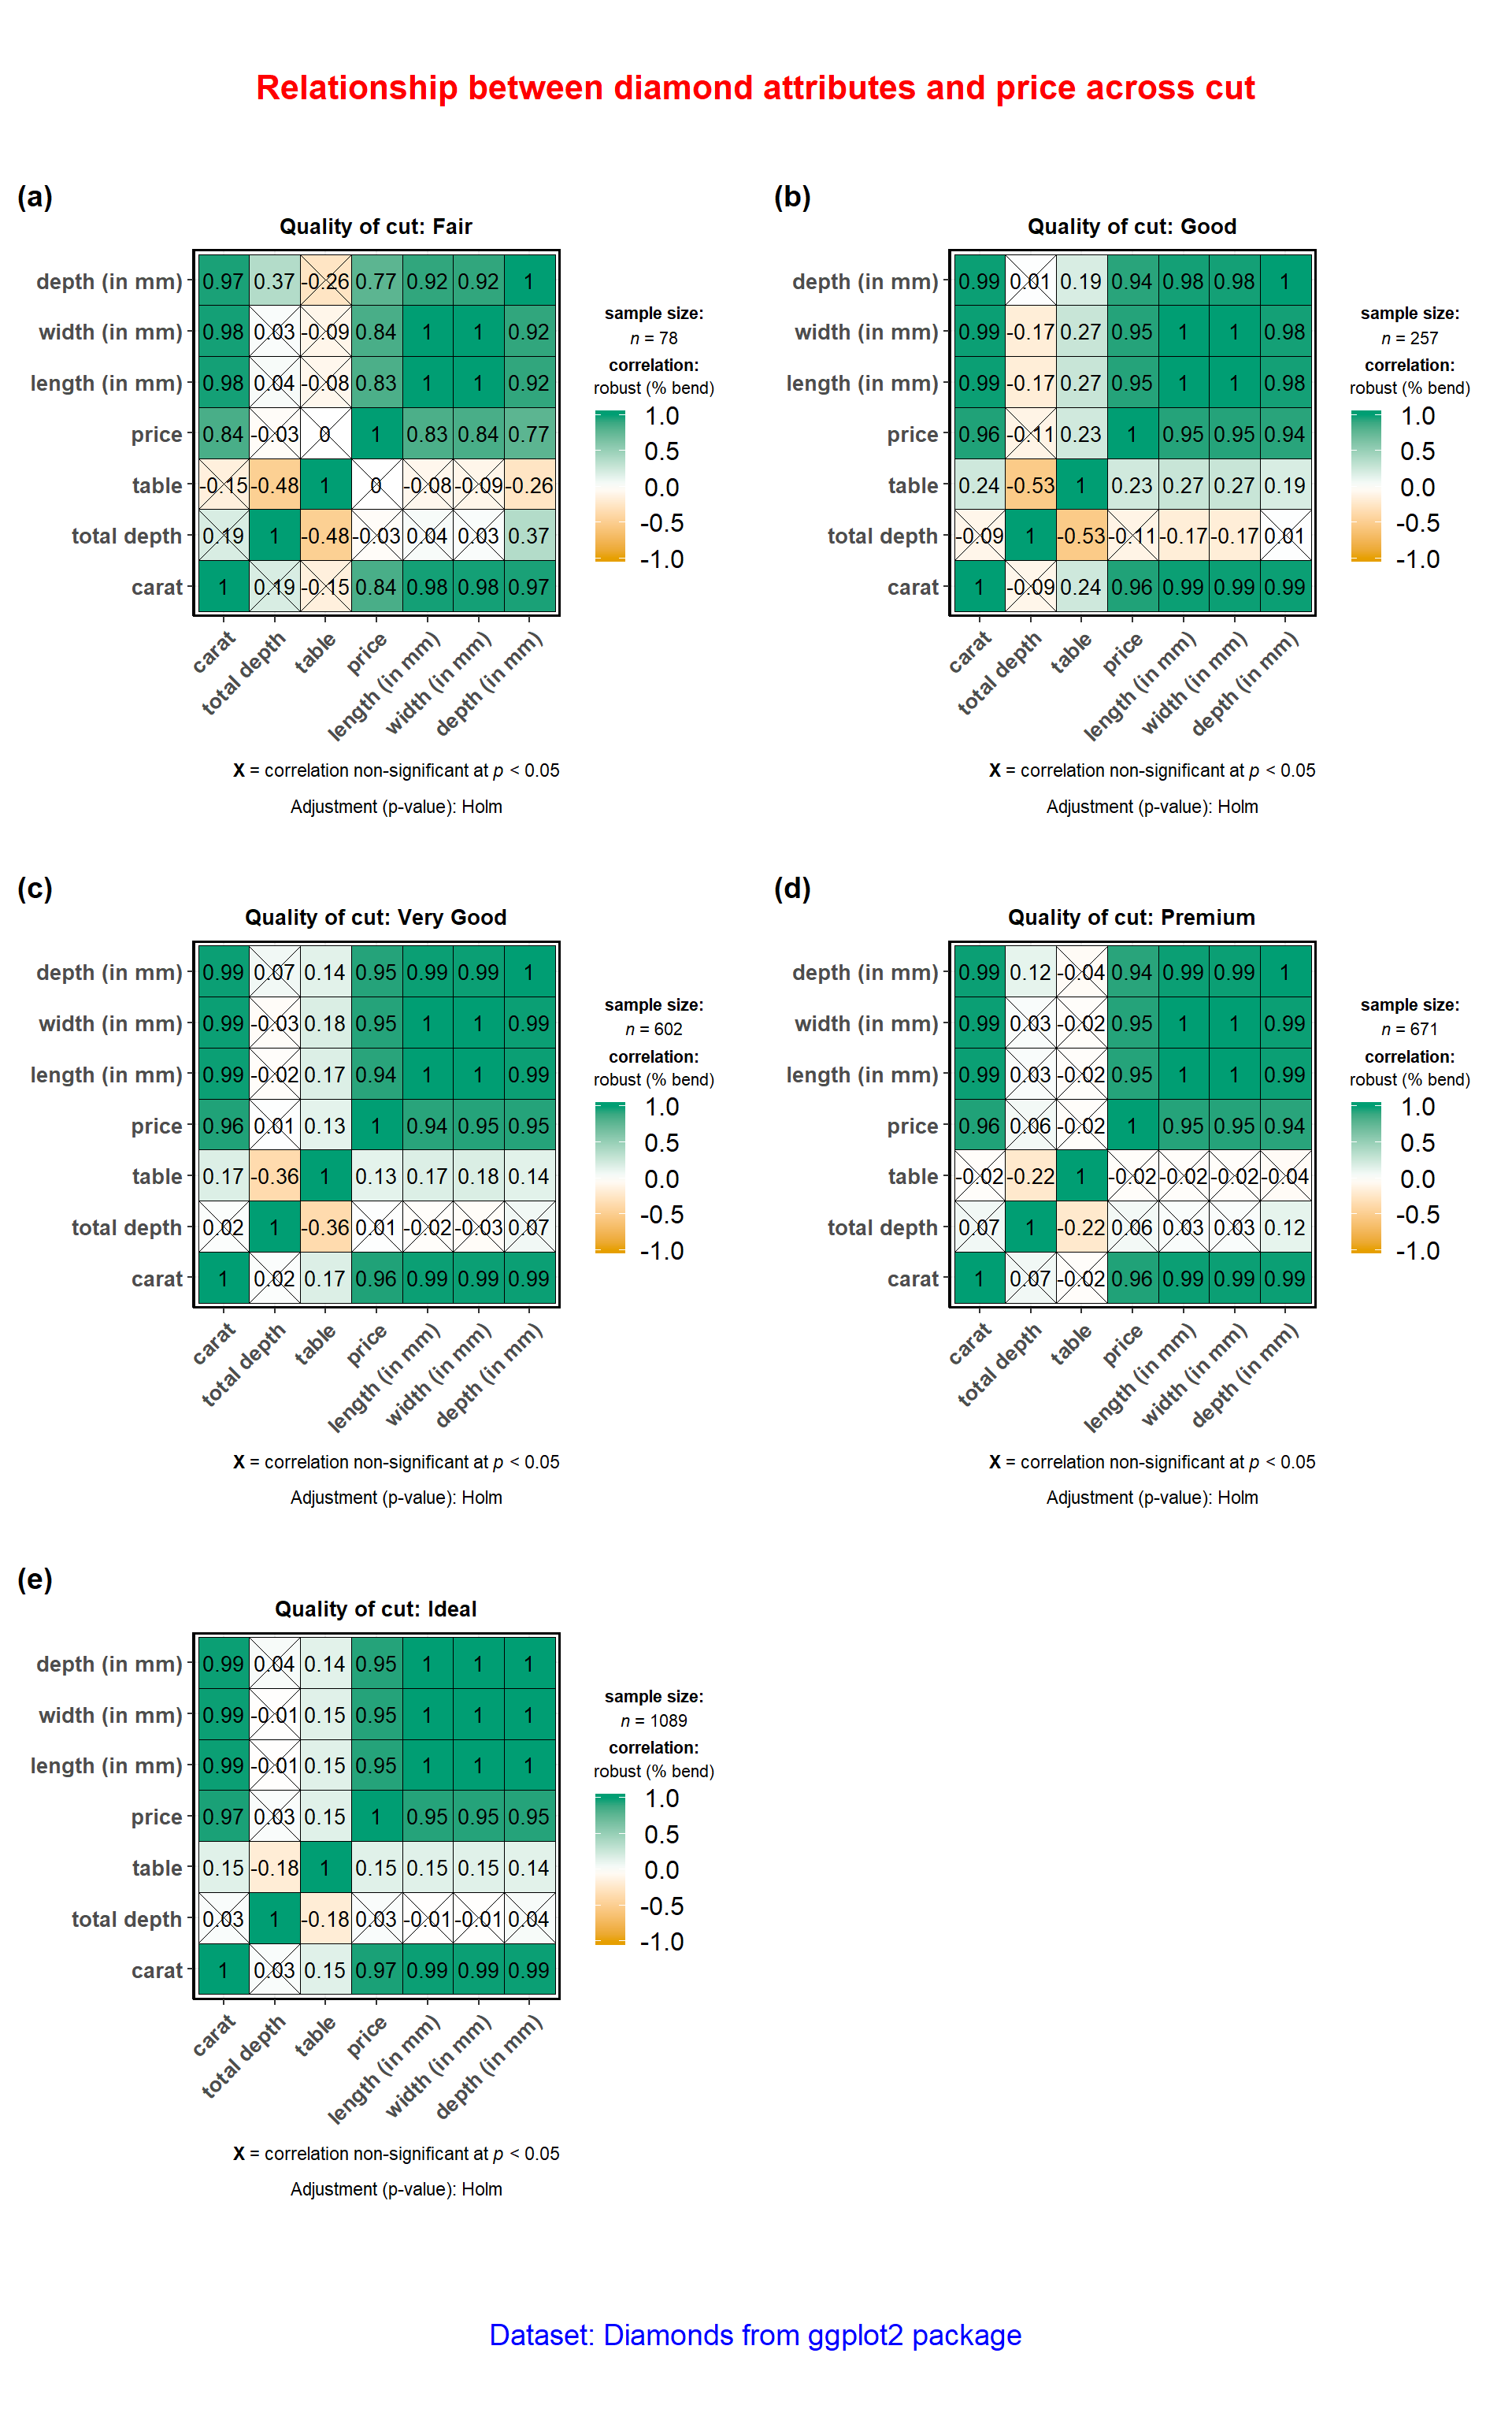 Relationship between diamond attributes and price across cut
(a)
Quality of cut: Fair
depth (in mm) 0.97 0.37 -0.26 0.77 0.92 0.92 1
width (in mm) 0.98 0.03 -0.09 0.84 1 1 0.92
length (in mm) 0.98 0.04 -0.08 0.83 1 1 0.92
price 0.84 -0.03 0 1 0.83 0.84 0.77
table -0.15 -0.48 1 0 -0.08 -0.09 -0.26
total depth 0.19 1 -0.48 -0.03 0.04 0.03 0.37
carat 1 0.19 -0.15 0.84 0.98 0.98 0.97
carat total depth table price length (in mm) width (in mm) depth (in mm)
sample size:
n = 78
correlation:
robust (% bend)
1.0
0.5
0.0
-0.5
-1.0
X = correlation non-significant at p < 0.05
Adjustment (p-value): Holm
(b)
Quality of cut: Good
depth (in mm) 0.99 0.01 0.19 0.94 0.98 0.98 1
width (in mm) 0.99 -0.17 0.27 0.95 1 1 0.98
length (in mm) 0.99 -0.17 0.27 0.95 1 1 0.98
price 0.96 -0.11 0.23 1 0.95 0.95 0.94
table 0.24 -0.53 1 0.23 0.27 0.27 0.19
total depth -0.09 1 -0.53 -0.11 -0.17 -0.17 0.01
carat 1 -0.09 0.24 0.96 0.99 0.99 0.99
carat total depth table price length (in mm) width (in mm) depth (in mm)
sample size:
n = 257
correlation:
robust (% bend)
1.0
0.5
0.0
-0.5
-1.0
X = correlation non-significant at p < 0.05
Adjustment (p-value): Holm
(c)
Quality of cut: Very Good
depth (in mm) 0.99 0.07 0.14 0.95 0.99 0.99 1
width (in mm) 0.99 -0.03 0.18 0.95 1 1 0.99
length (in mm) 0.99 -0.02 0.17 0.94 1 1 0.99
price 0.96 0.01 0.13 1 0.94 0.95 0.95
table 0.17 -0.36 1 0.13 0.17 0.18 0.14
total depth 0.02 1 -0.36 0.01 -0.02 -0.03 0.07
carat 1 0.02 0.17 0.96 0.99 0.99 0.99
carat total depth table price length (in mm) width (in mm) depth (in mm)
sample size:
n = 602
correlation:
robust (% bend)
1.0
0.5
0.0
-0.5
-1.0
X = correlation non-significant at p < 0.05
Adjustment (p-value): Holm
(d)
Quality of cut: Premium
depth (in mm) 0.99 0.12 -0.04 0.94 0.99 0.99 1
width (in mm) 0.99 0.03 -0.02 0.95 1 1 0.99
length (in mm) 0.99 0.03 -0.02 0.95 1 1 0.99
price 0.96 0.06 -0.02 1 0.95 0.95 0.94
table -0.02 -0.22 1 -0.02 -0.02 -0.02 -0.04
total depth 0.07 1 -0.22 0.06 0.03 0.03 0.12
carat 1 0.07 -0.02 0.96 0.99 0.99 0.99
carat total depth table price length (in mm) width (in mm) depth (in mm)
sample size:
n = 671
correlation:
robust (% bend)
1.0
0.5
0.0
-0.5
-1.0
X = correlation non-significant at p < 0.05
Adjustment (p-value): Holm
(e)
Quality of cut: Ideal
depth (in mm) 0.99 0.04 0.14 0.95 1 1 1
width (in mm) 0.99 -0.01 0.15 0.95 1 1 1
length (in mm) 0.99 -0.01 0.15 0.95 1 1 1
price 0.97 0.03 0.15 1 0.95 0.95 0.95
table 0.15 -0.18 1 0.15 0.15 0.15 0.14
total depth 0.03 1 -0.18 0.03 -0.01 -0.01 0.04
carat 1 0.03 0.15 0.97 0.99 0.99 0.99
carat total depth table price length (in mm) width (in mm) depth (in mm)
sample size:
n = 1089
correlation:
robust (% bend)
1.0
0.5
0.0
-0.5
-1.0
X = correlation non-significant at p < 0.05
Adjustment (p-value): Holm
Dataset: Diamonds from ggplot2 package